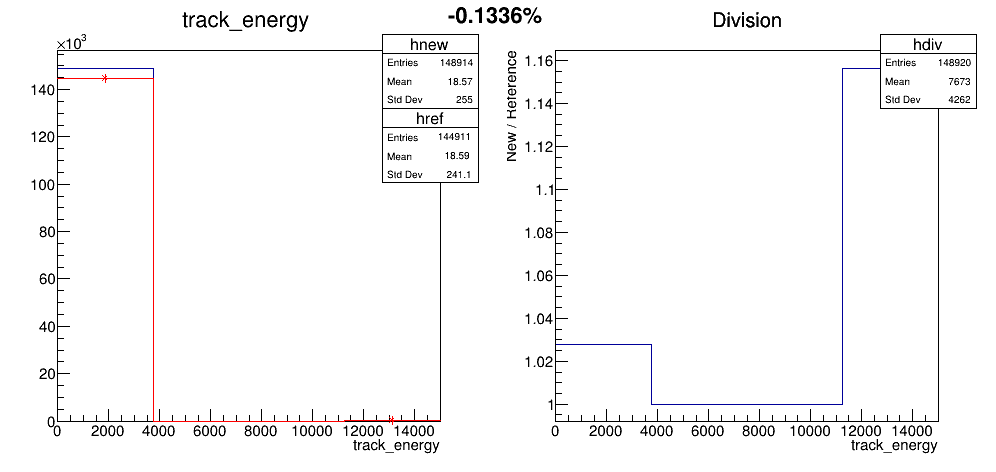 -0.1336%
track_energy
×10³
hnew
Entries 148914
Mean 18.57
Std Dev 255
href
Entries 144911
Mean 18.59
Std Dev 241.1
140
120
100
80
60
40
20
0
0 2000 4000 6000 8000 10000 12000 14000
track_energy
Division
hdiv
Entries 148920
Mean 7673
Std Dev 4262
New / Reference
1.16
1.14
1.12
1.1
1.08
1.06
1.04
1.02
1
0 2000 4000 6000 8000 10000 12000 14000
track_energy